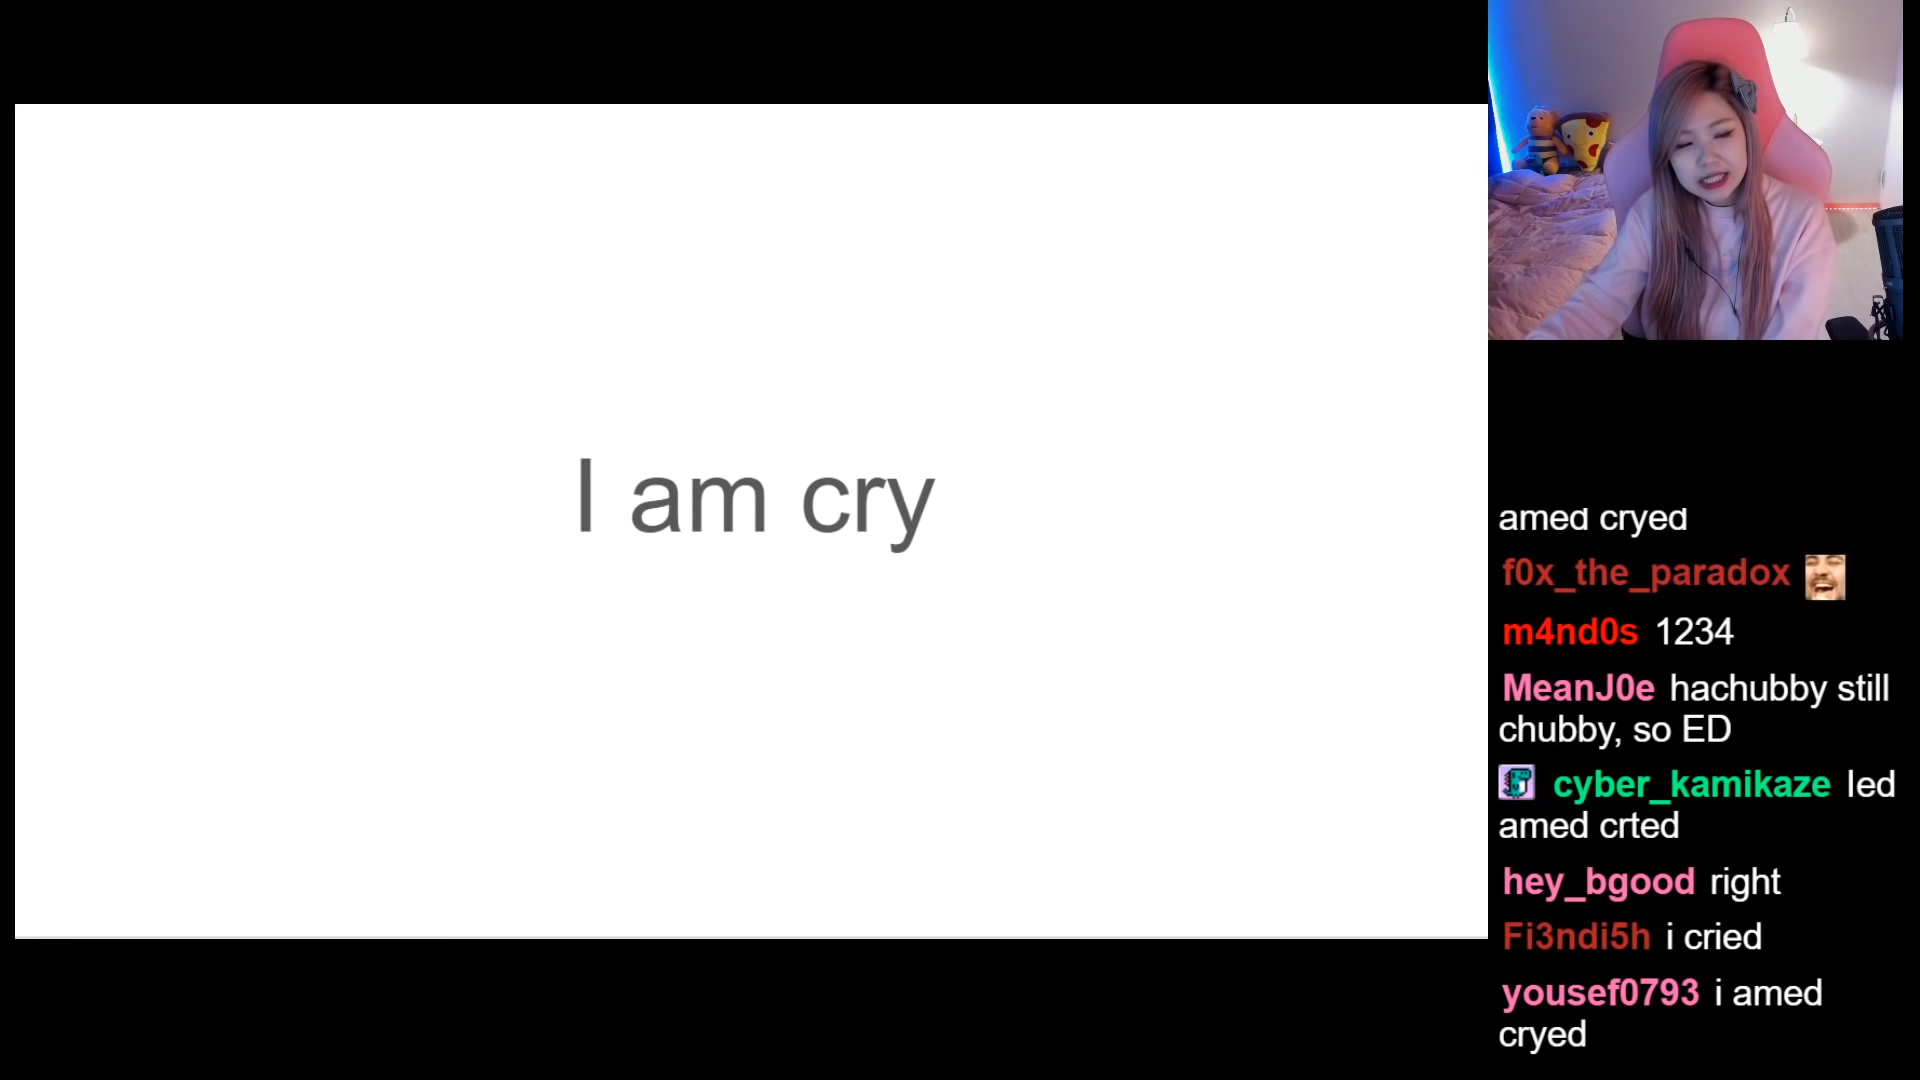 I am cry
amed cryed
f0x_the_paradox
m4nd0s 1234
MeanJ0e hachubby still
chubby, so ED
cyber_kamikaze led
amed crted
hey_bgood right
Fi3ndi5h i cried
yousef0793 i amed
cryed